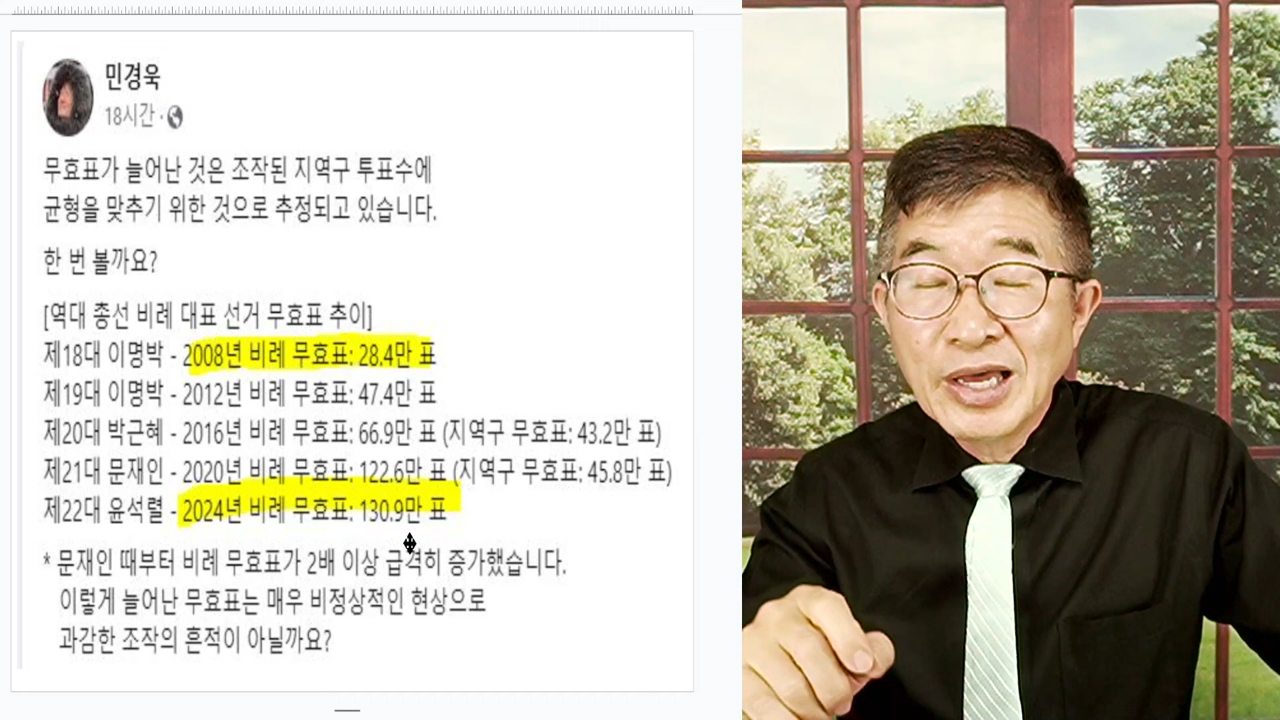 민경욱
18시간 ·
무효표가 늘어난 것은 조작된 지역구 투표수에
균형을 맞추기 위한 것으로 추정되고 있습니다.
한 번 볼까요?
[역대 총선 비례 대표 선거 무효표 추이]
제18대 이명박 - 2008년 비례 무효표: 28.4만 표
제19대 이명박 - 2012년 비례 무효표: 47.4만 표
제20대 박근혜 - 2016년 비례 무효표: 66.9만 표 (지역구 무효표: 43.2만 표)
제21대 문재인 - 2020년 비례 무효표: 122.6만 표 (지역구 무효표: 45.8만 표)
제22대 윤석렬 - 2024년 비례 무효표: 130.9만 표
* 문재인 때부터 비례 무효표가 2배 이상 급격히 증가했습니다.
이렇게 늘어난 무효표는 매우 비정상적인 현상으로
과감한 조작의 흔적이 아닐까요?